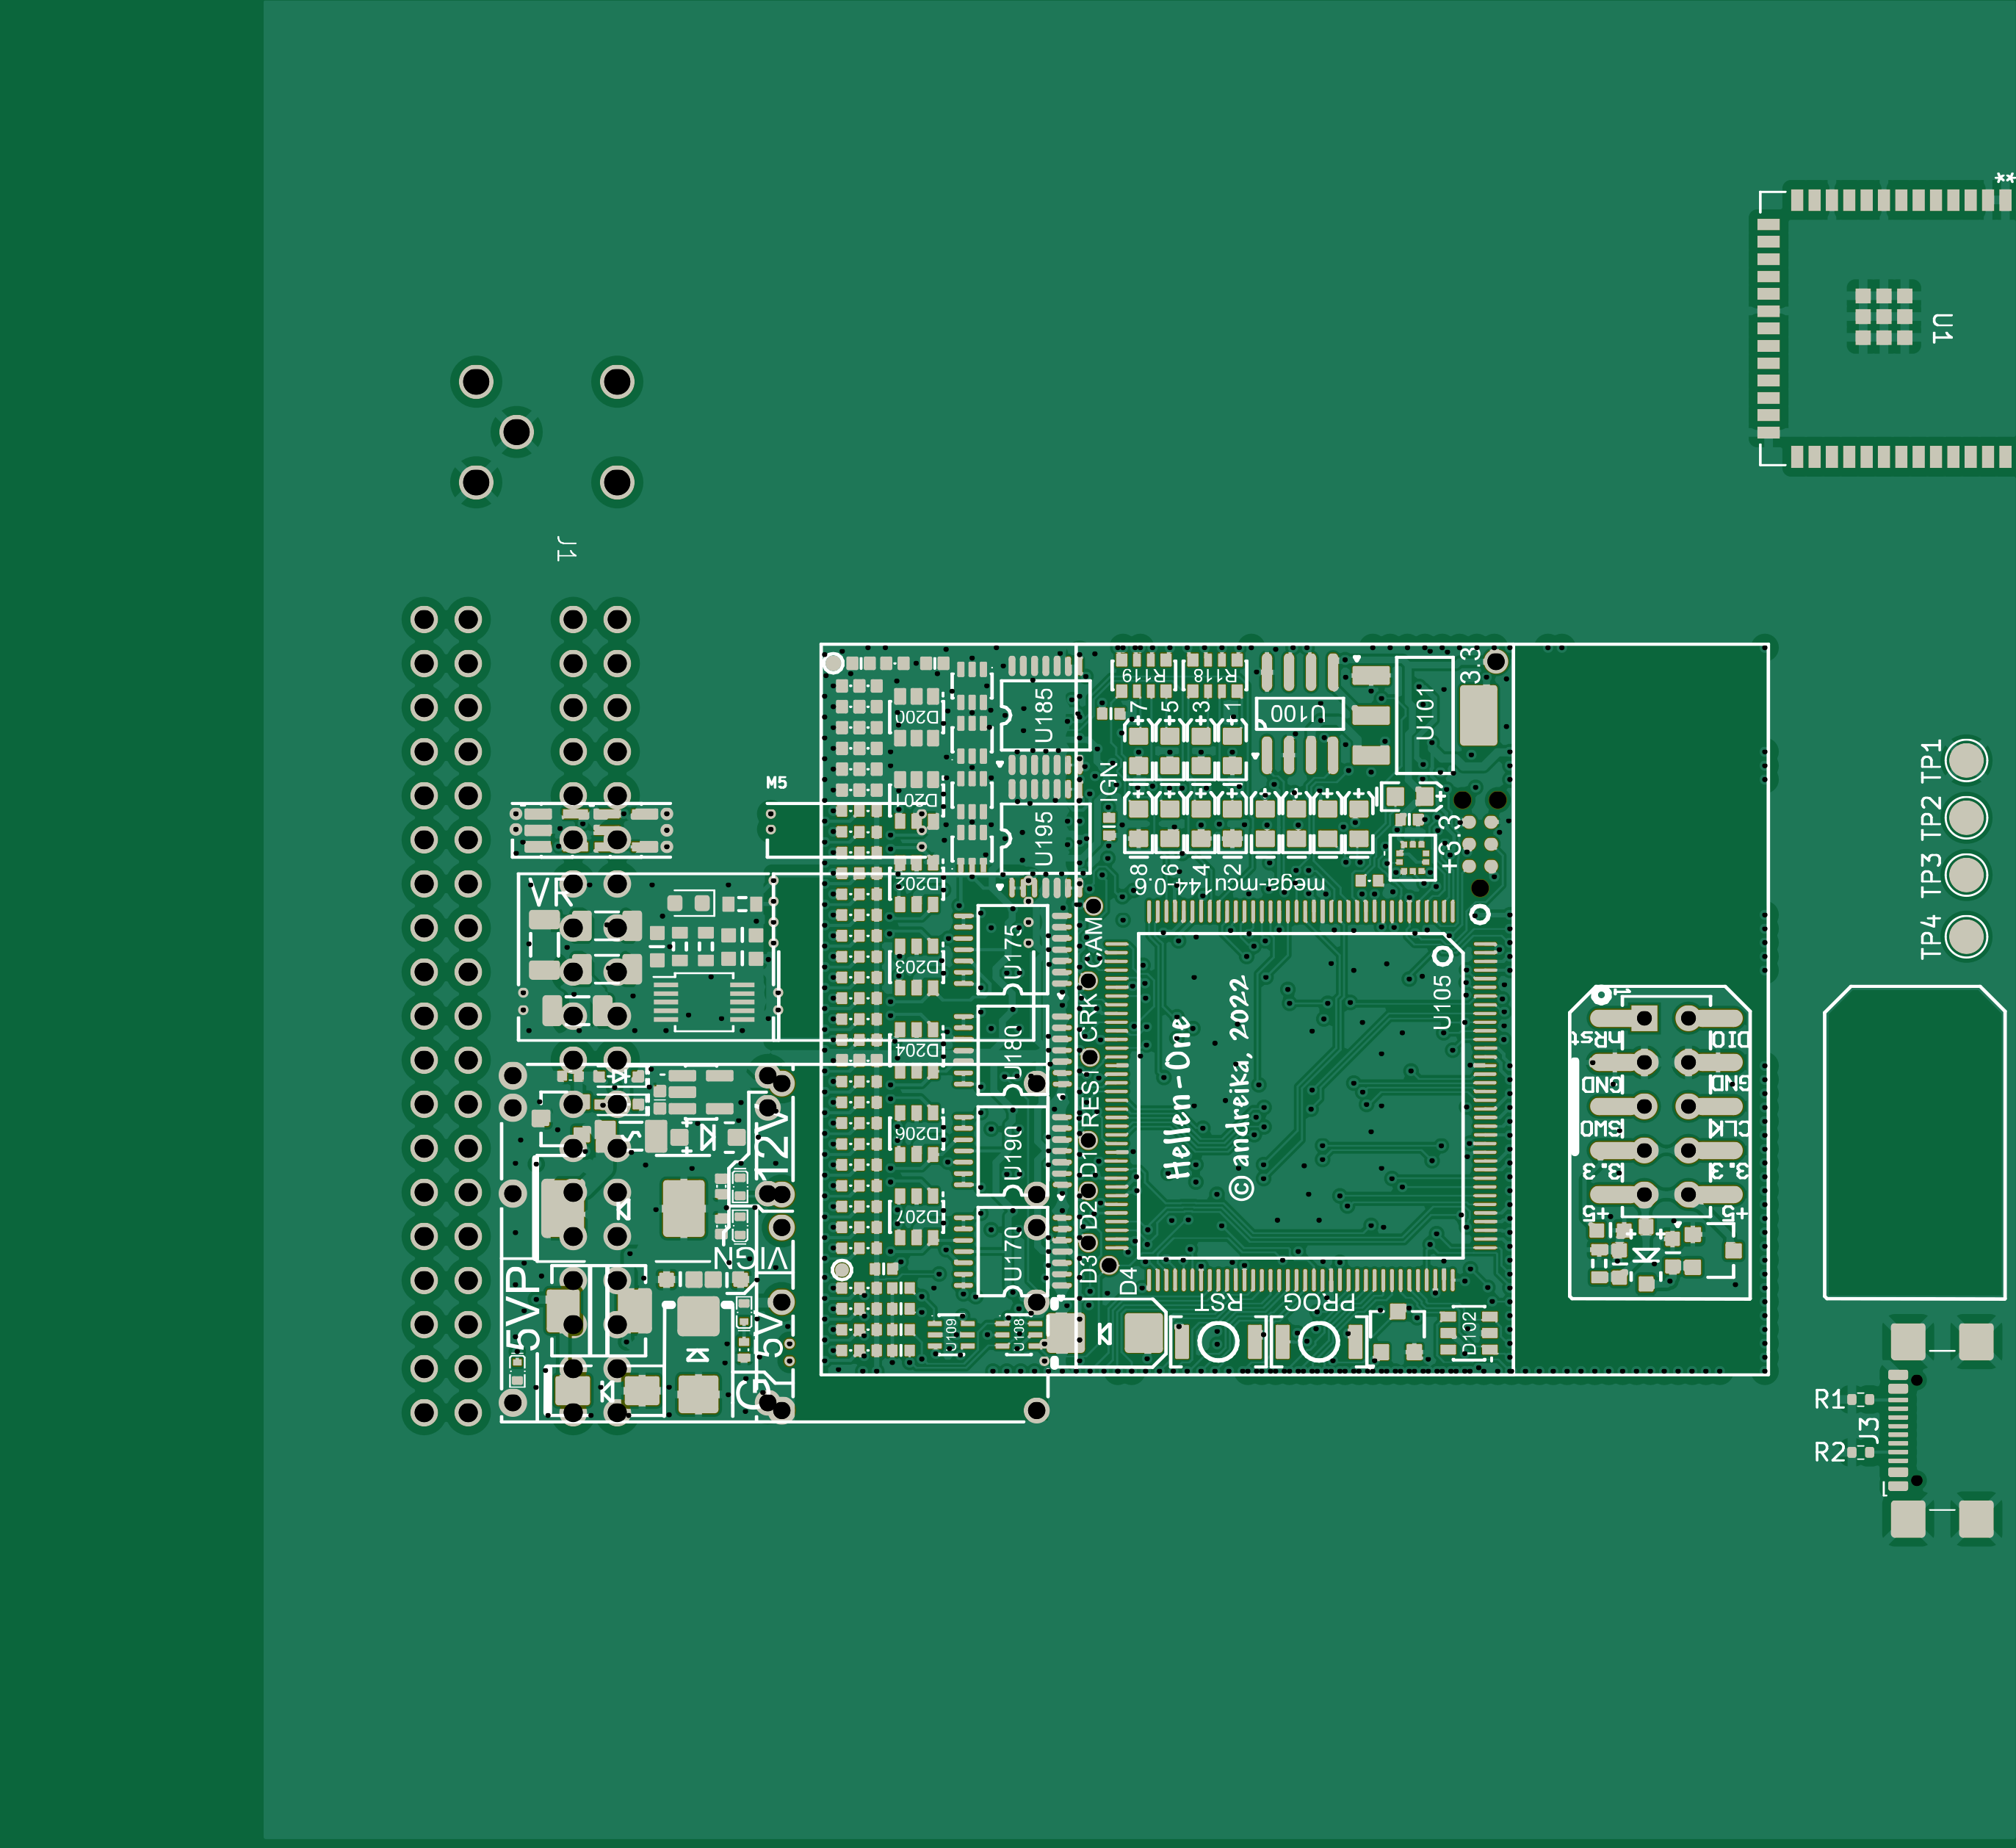 **
U1
J1
3.3
R119
R118
D200
U185
7
5
3
1
U100
U101
TP1
M5
IGN
D201
TP2
U195
+3.3
TP3
VR
D202
8
6
4
2
mega-mcu144-0.6
TP4
CAM
U175
D203
U105
1
CRK
Hellen-One
©andreika, 2022
nRst
DIO
D204
U180
GND
GND
REST
SWO
CLK
12V
D206
U190
D1
3.3
3.3
D207
D2
+5
+5
VIGN
U170
D3
D4
5VP
RST
PROG
5V
U109
U108
D102
R1
J3
R2